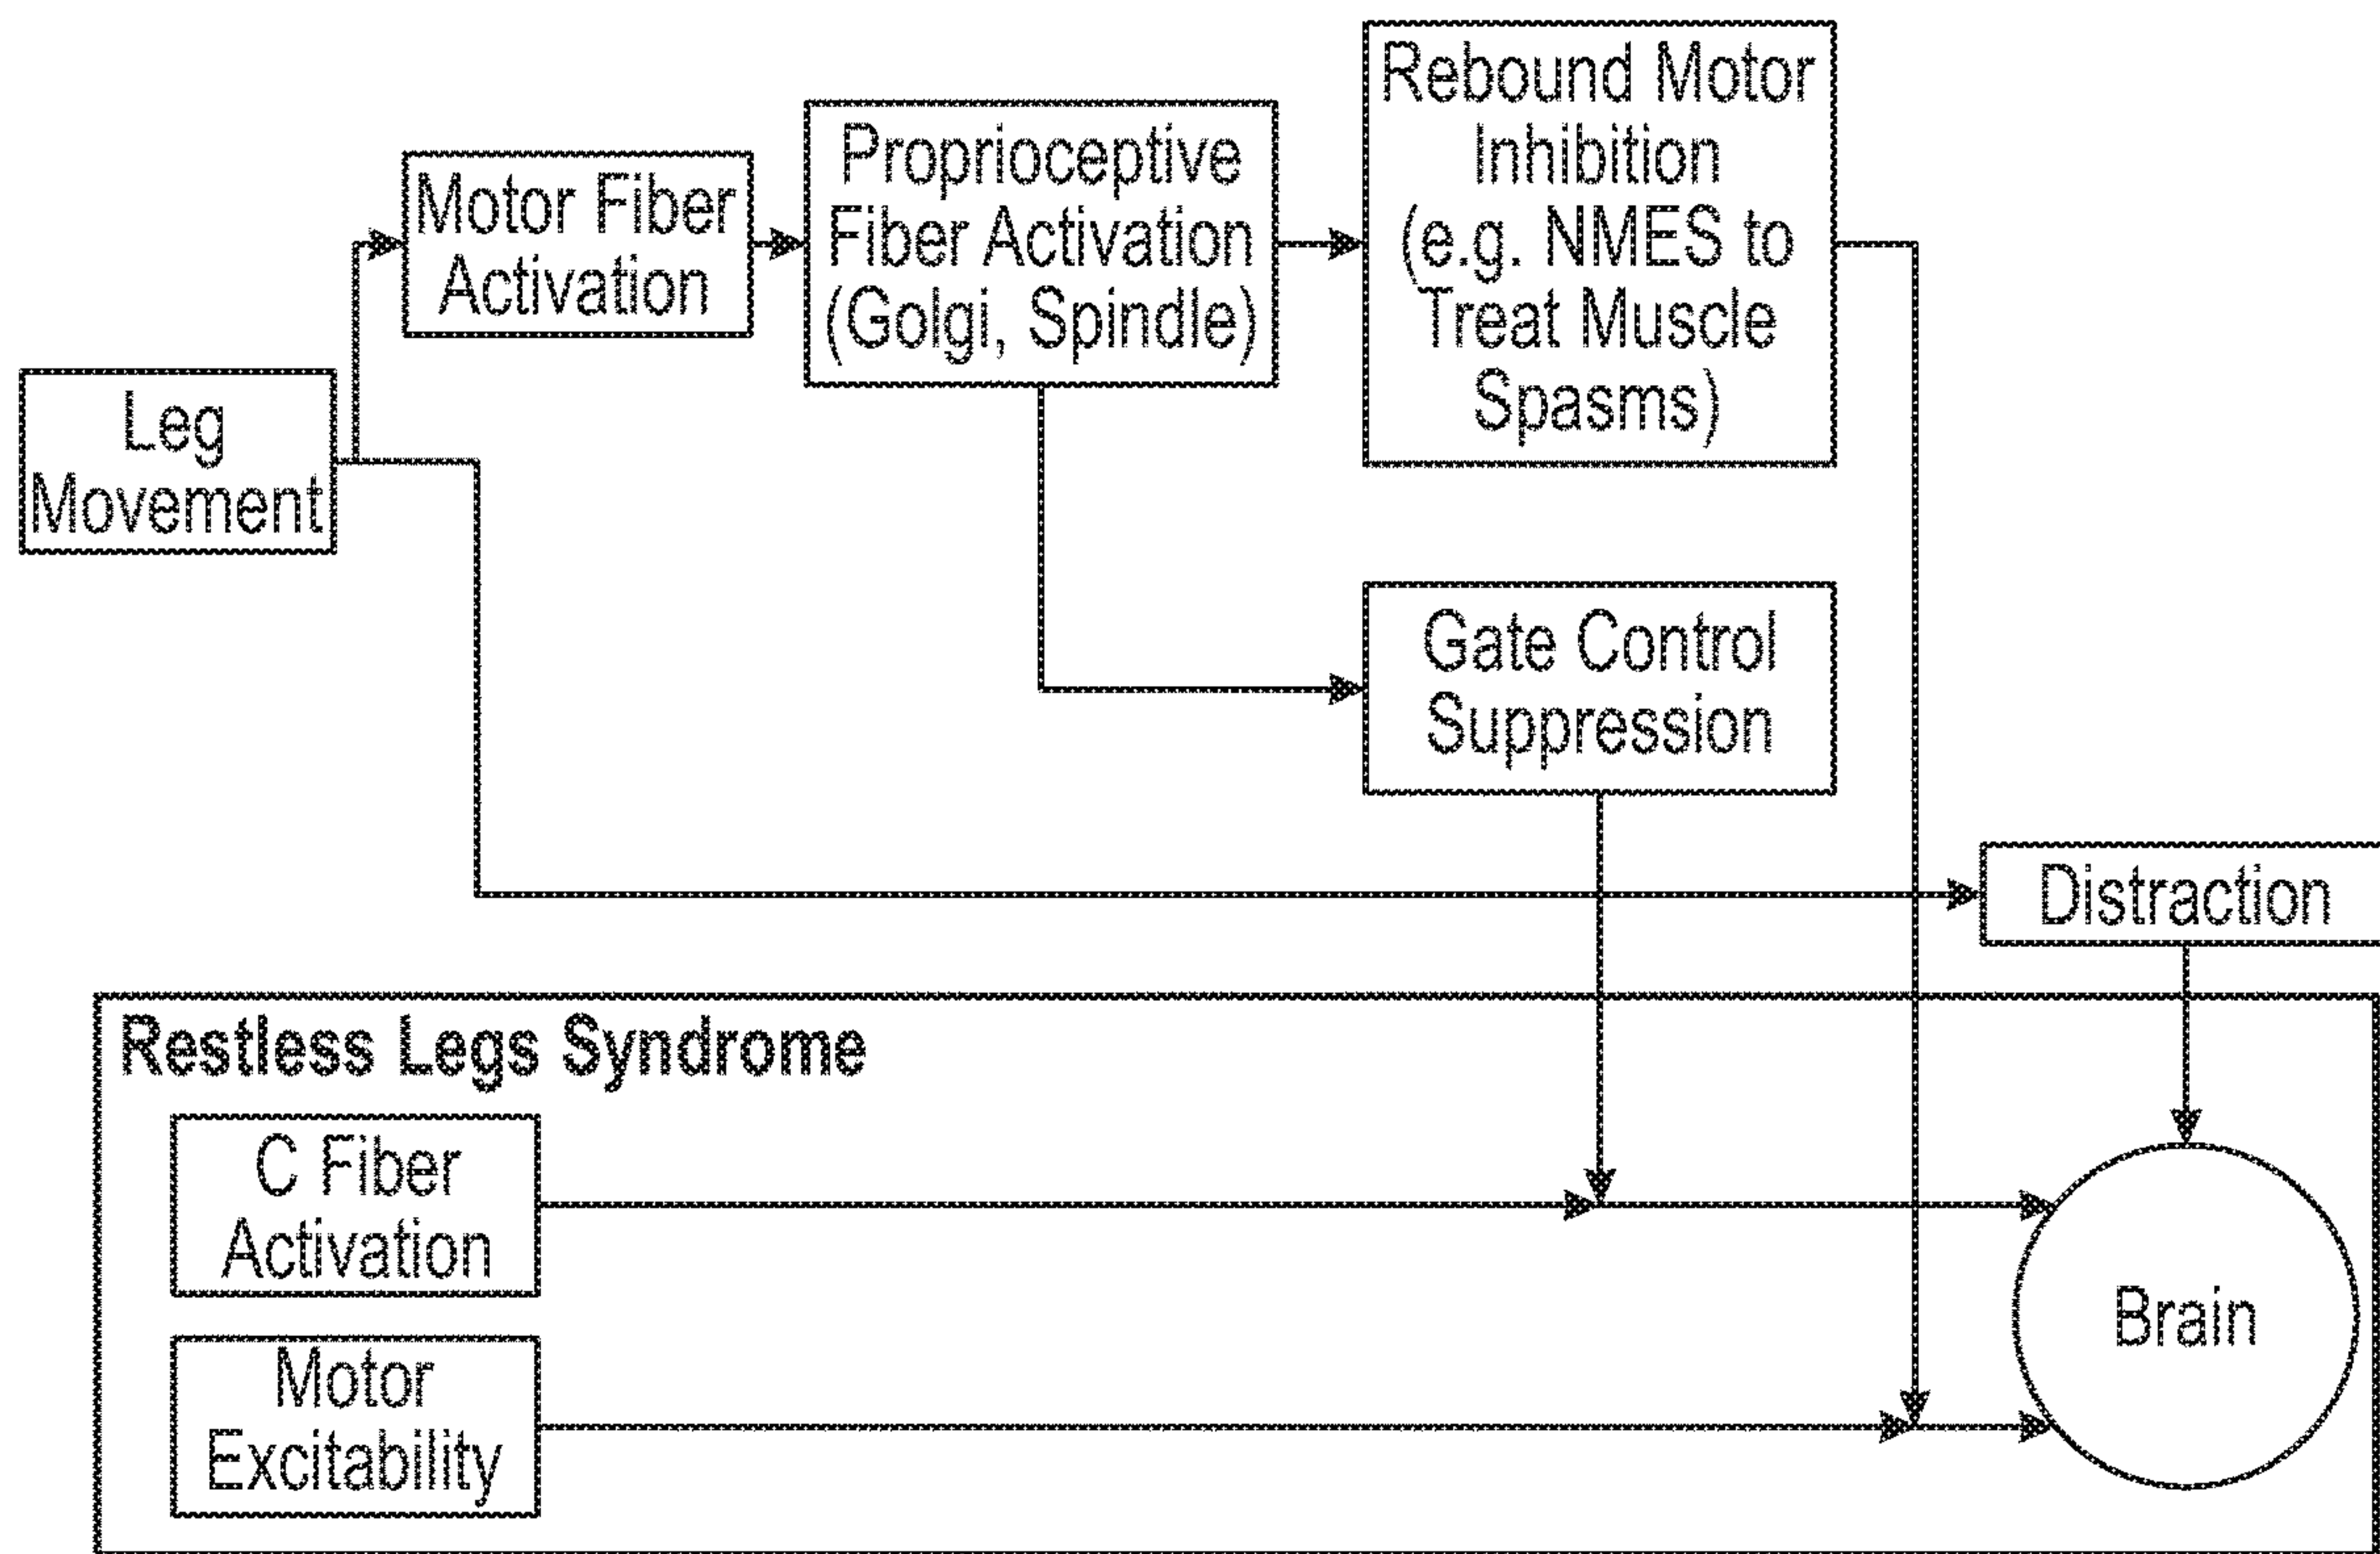 Leg
Movement
Motor Fiber
Activation
Proprioceptive
Fiber Activation
(Golgi, Spindle)
Rebound Motor
Inhibition
(e.g. NMES to
Treat Muscle
Spasms)
Gate Control
Suppression
Distraction
Restless Legs Syndrome
C Fiber
Activation
Motor
Excitability
Brain